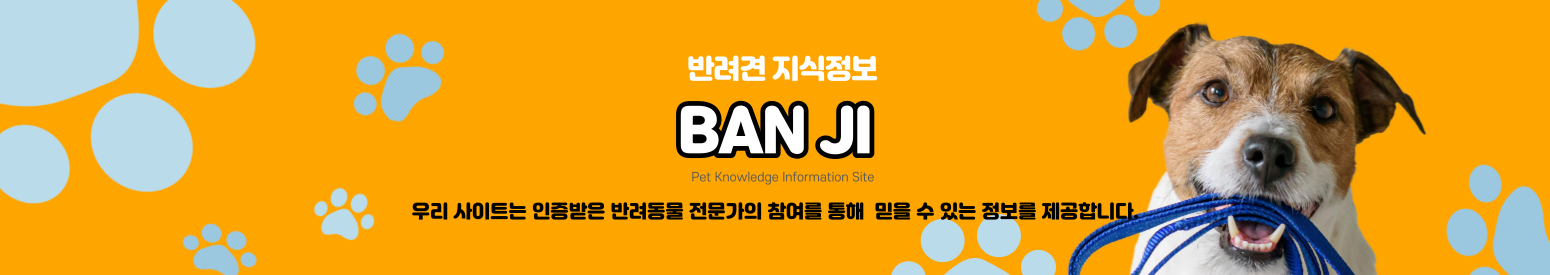 반려견 지식정보
BAN JI
Pet Knowledge Information Site
우리 사이트는 인증받은 반려동물 전문가의 참여를 통해 믿을 수 있는 정보를 제공합니다.